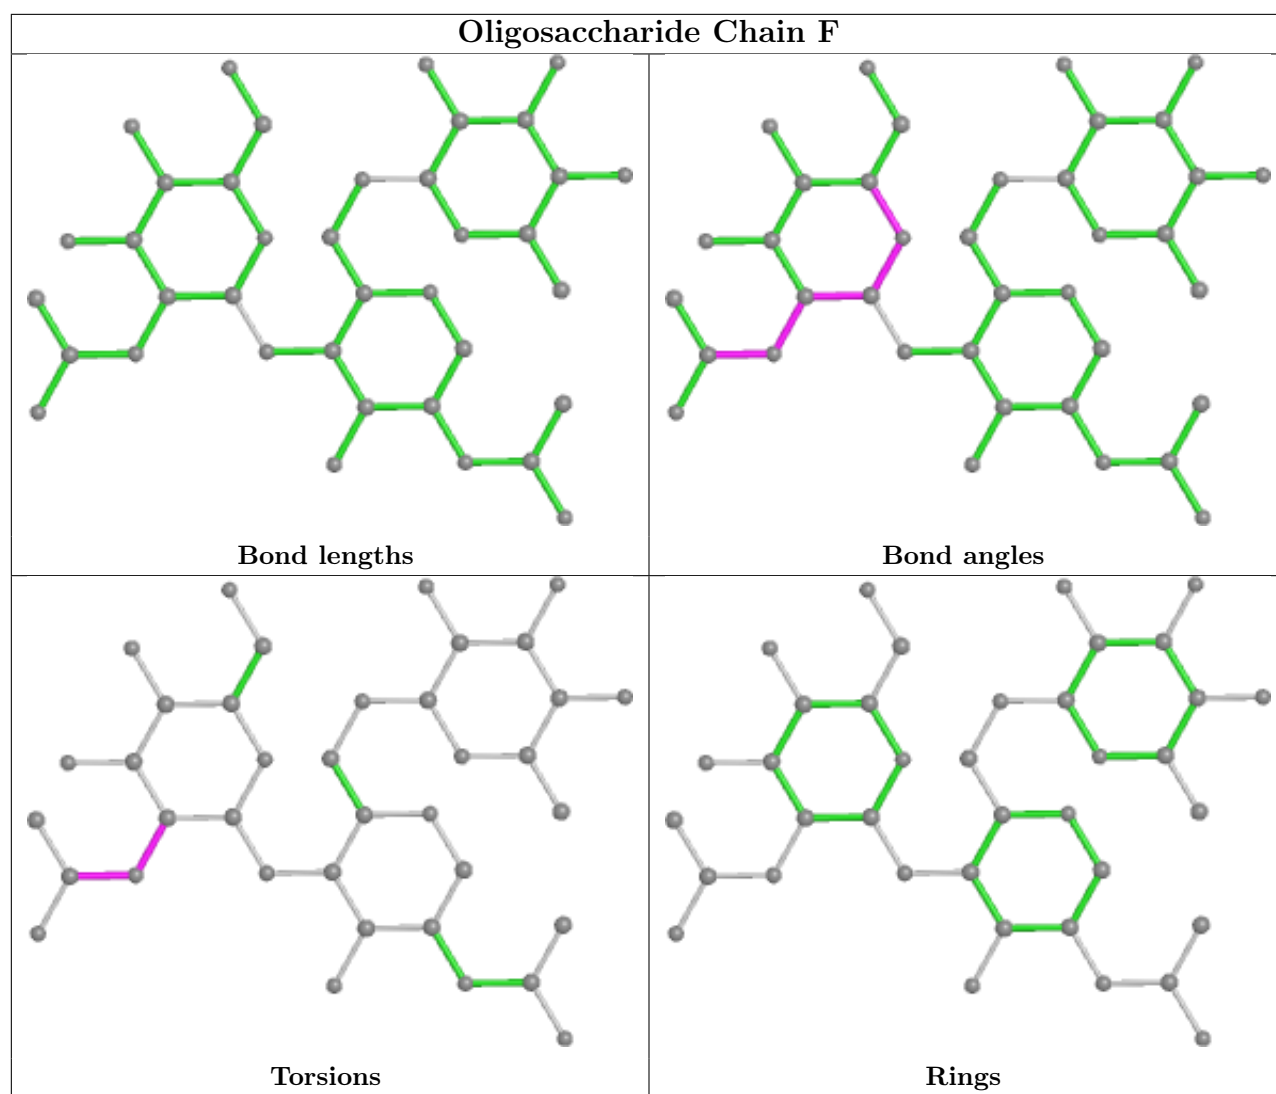 Oligosaccharide Chain F
Bond lengths
Bond angles
Torsions
Rings